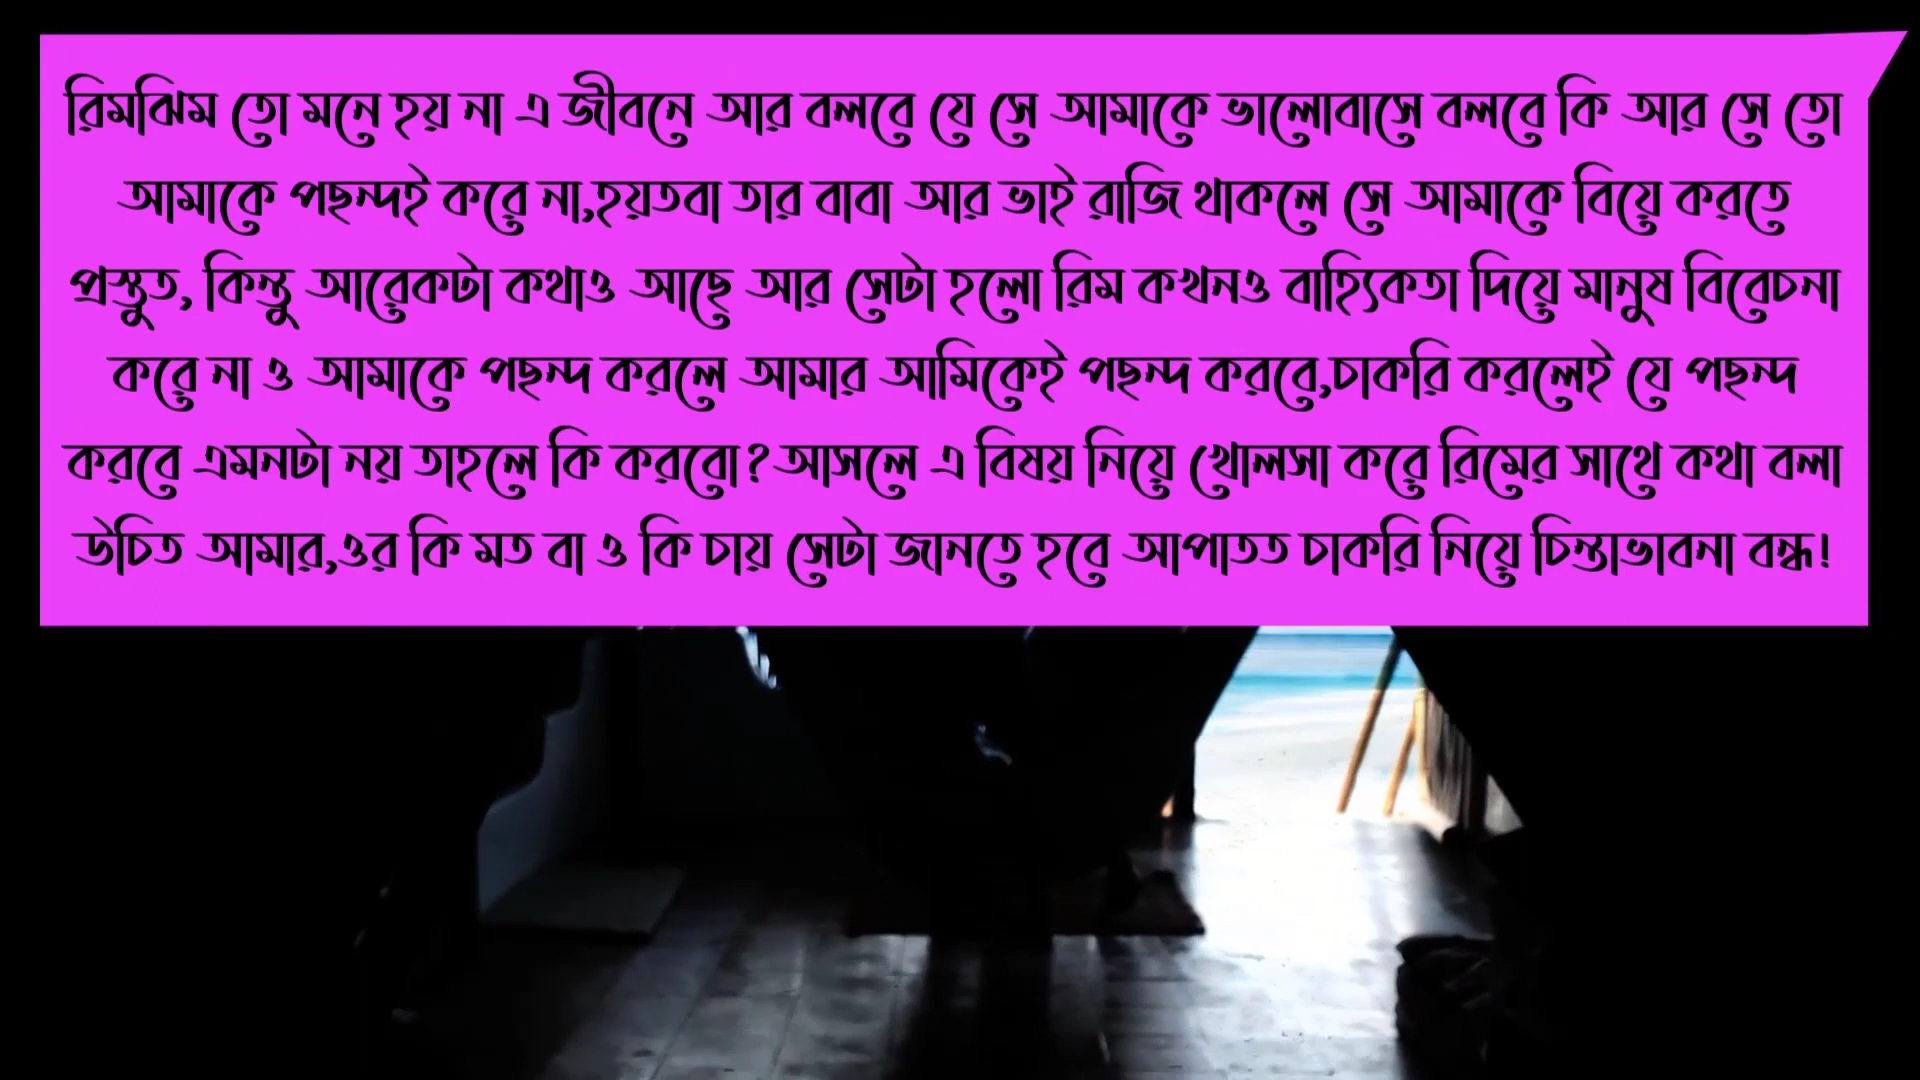 রিমঝিম তো মনে হয় না এ জীবনে আর বলবে যে সে আমাকে ভালোবাসে বলবে কি আর সে তো
আমাকে পছন্দই করে না,হয়তবা তার বাবা আর ভাই রাজি থাকলে সে আমাকে বিয়ে করতে
প্রস্তুত, কিন্তু আরেকটা কথাও আছে আর সেটা হলো রিম কখনও বাহ্যিকতা দিয়ে মানুষ বিবেচনা
করে না ও আমাকে পছন্দ করলে আমার আমিকেই পছন্দ করবে,চাকরি করলেই যে পছন্দ
করবে এমনটা নয় তাহলে কি করবো?আসলে এ বিষয় নিয়ে খোলসা করে রিমের সাথে কথা বলা
উচিত আমার,ওর কি মত বা ও কি চায় সেটা জানতে হবে আপাতত চাকরি নিয়ে চিন্তাভাবনা বন্ধ!